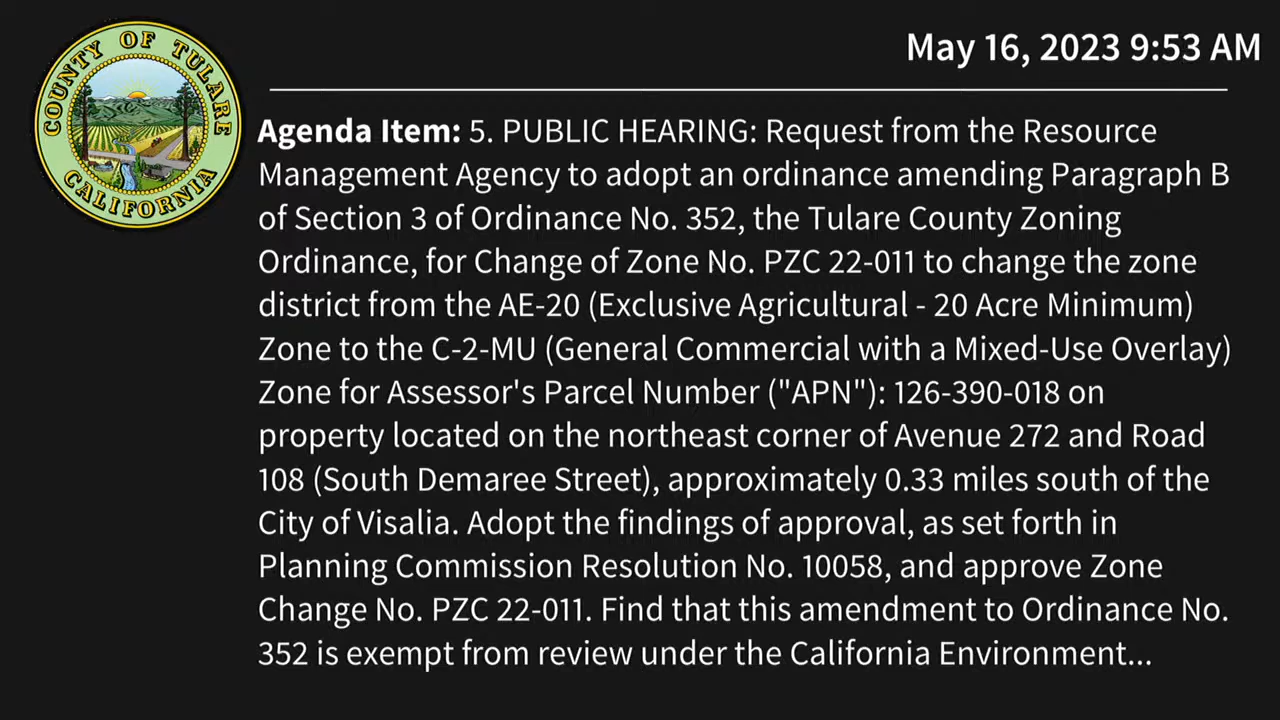 COUNTY OF TULARE
CALIFORNIA
May 16, 2023 9:53 AM
Agenda Item: 5. PUBLIC HEARING: Request from the Resource
Management Agency to adopt an ordinance amending Paragraph B
of Section 3 of Ordinance No. 352, the Tulare County Zoning
Ordinance, for Change of Zone No. PZC 22-011 to change the zone
district from the AE-20 (Exclusive Agricultural - 20 Acre Minimum)
Zone to the C-2-MU (General Commercial with a Mixed-Use Overlay)
Zone for Assessor's Parcel Number ("APN"): 126-390-018 on
property located on the northeast corner of Avenue 272 and Road
108 (South Demaree Street), approximately 0.33 miles south of the
City of Visalia. Adopt the findings of approval, as set forth in
Planning Commission Resolution No. 10058, and approve Zone
Change No. PZC 22-011. Find that this amendment to Ordinance No.
352 is exempt from review under the California Environment...